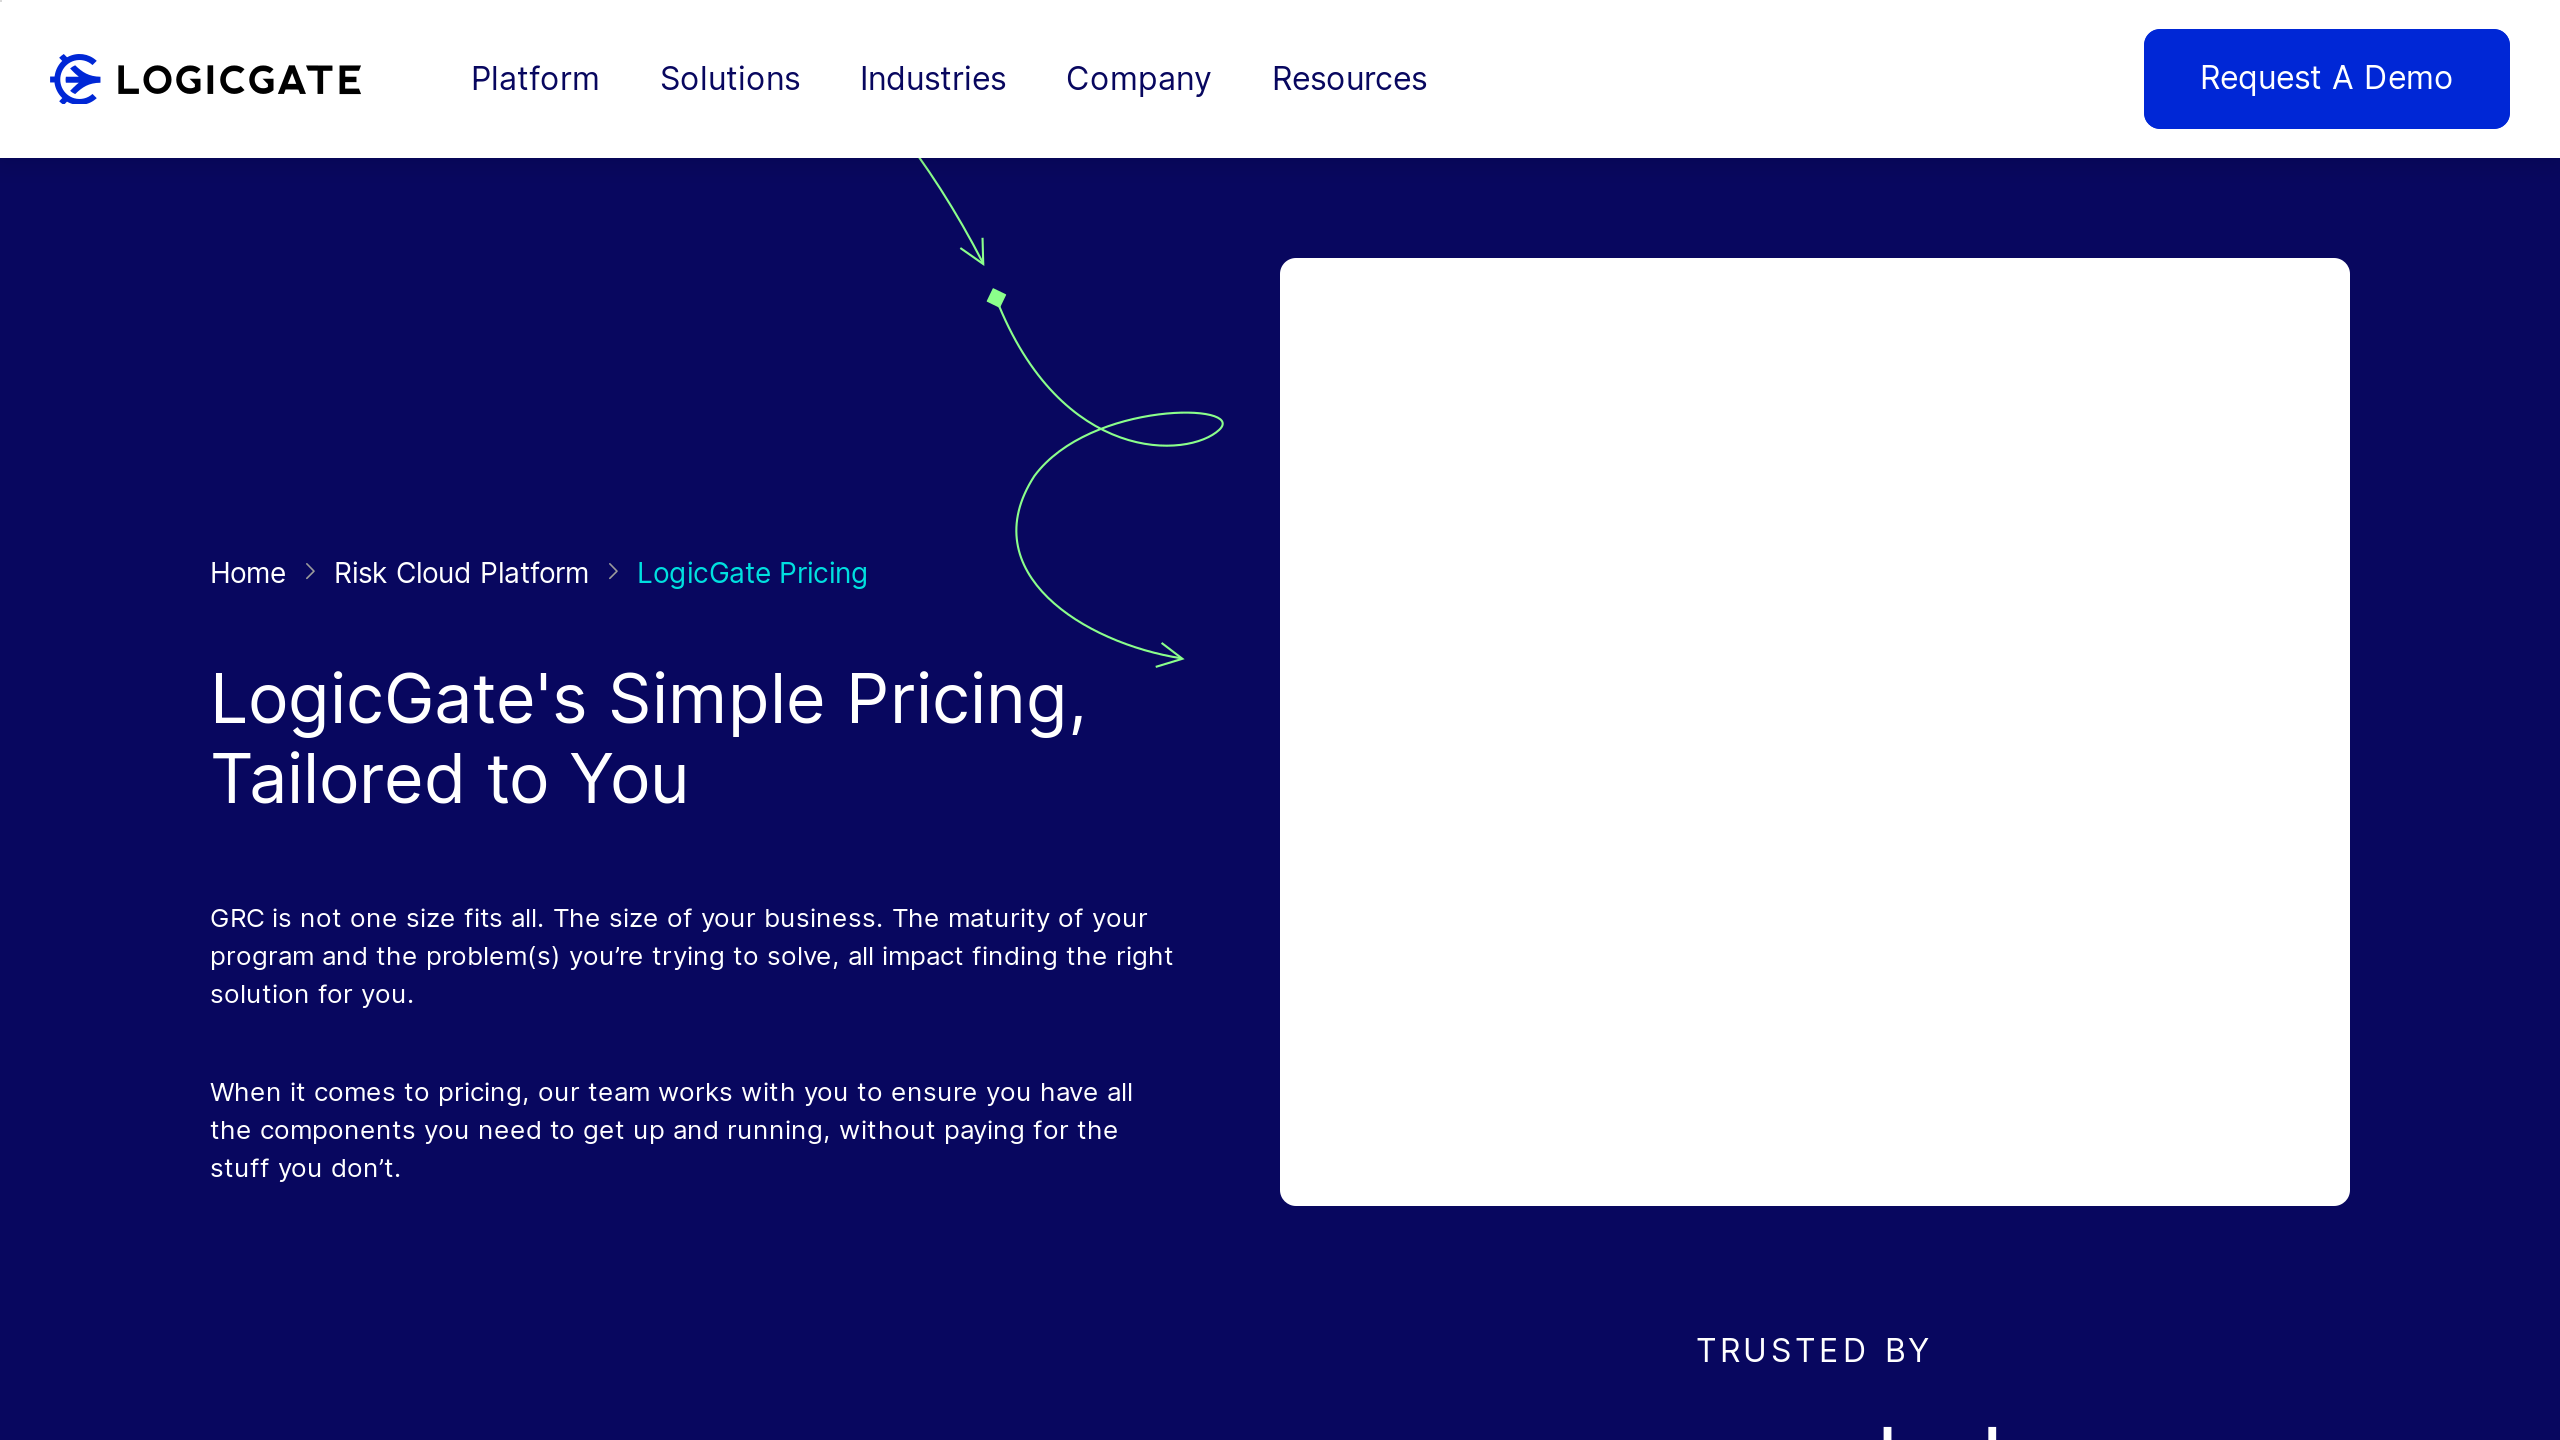 LOGICGATE
Platform
Solutions
Industries
Company
Resources
Request A Demo
Home
Risk Cloud Platform
LogicGate Pricing
LogicGate's Simple Pricing,
Tailored to You
GRC is not one size fits all. The size of your business. The maturity of your
program and the problem(s) you’re trying to solve, all impact finding the right
solution for you.
When it comes to pricing, our team works with you to ensure you have all
the components you need to get up and running, without paying for the
stuff you don’t.
TRUSTED BY